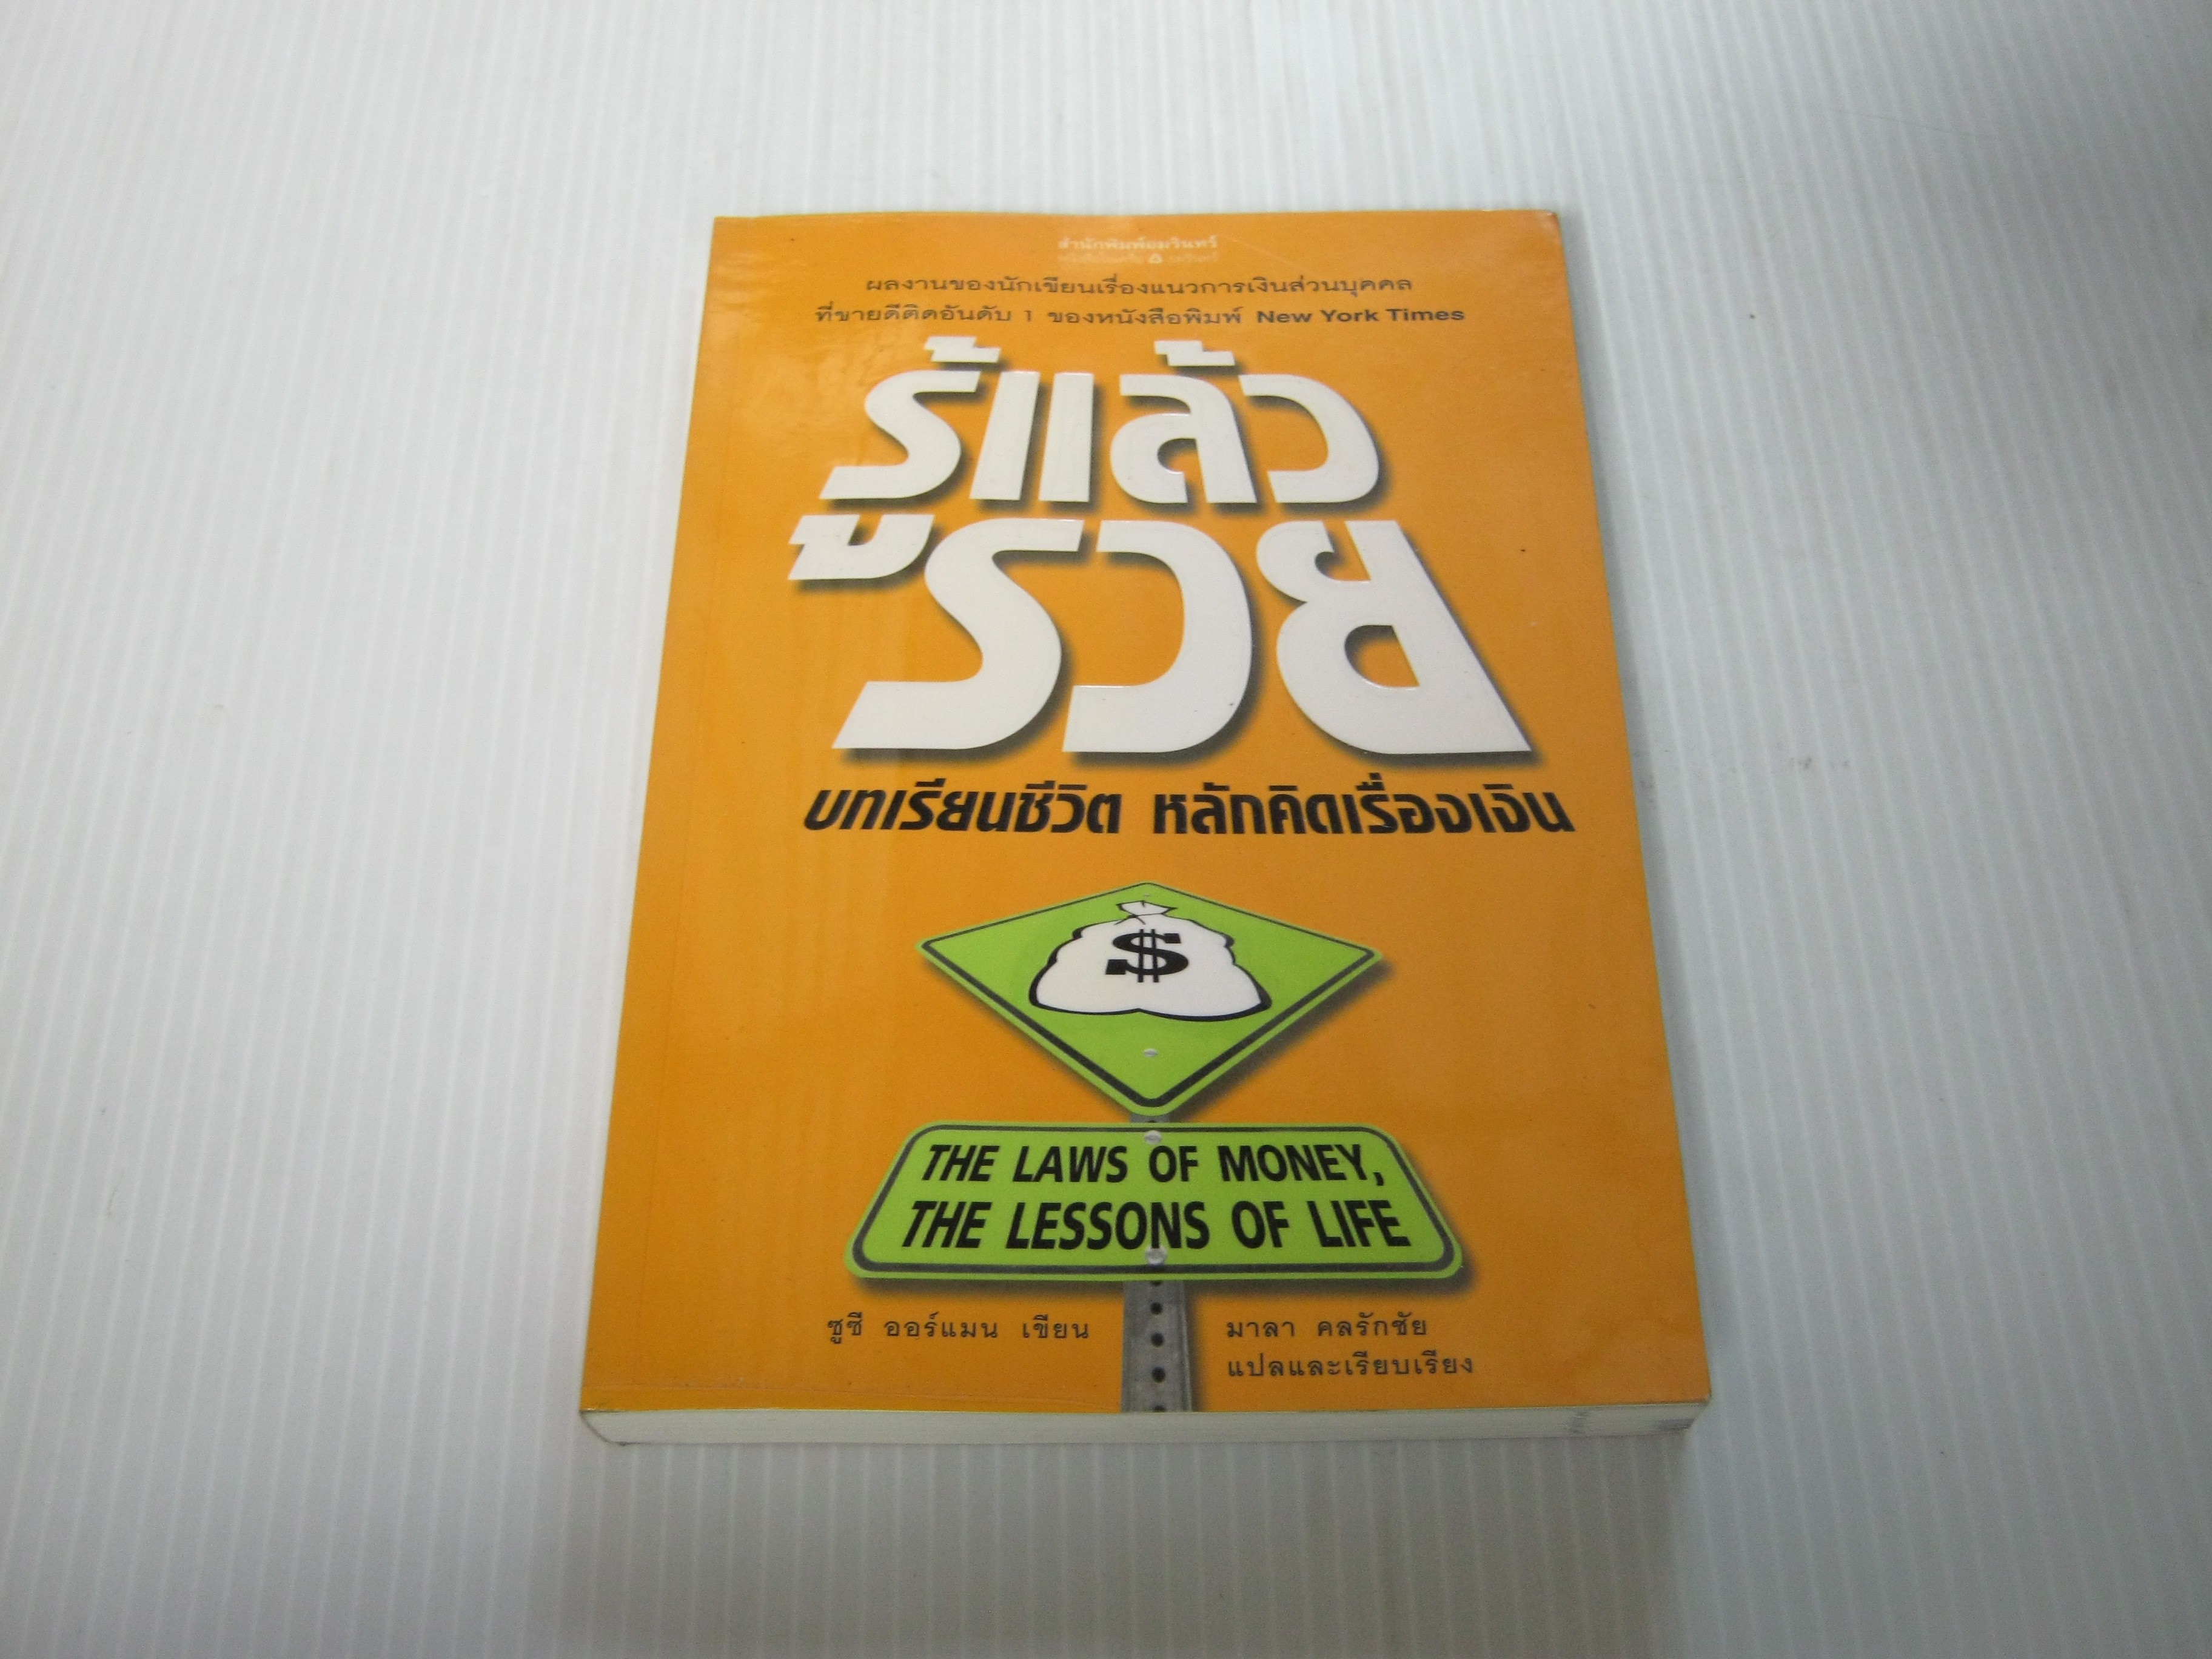 สำนักพิมพ์อมรินทร์
ผลงานของนักเขียนเรื่องแนวการเงินส่วนบุคคล
ที่ขายดีติดอันดับ 1 ของหนังสือพิมพ์ New York Times
รู้แล้ว
รวย
บทเรียนชีวิต หลักคิดเรื่องเงิน
$
THE LAWS OF MONEY,
THE LESSONS OF LIFE
ซูซี ออร์แมน เขียน
มาลา คลรักชัย
แปลและเรียบเรียง